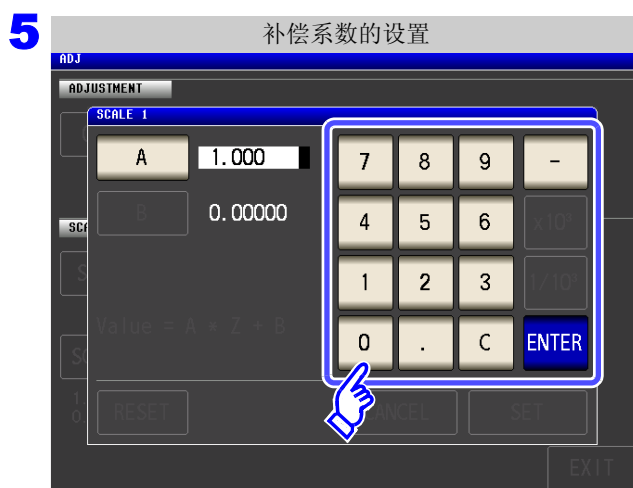 5
补偿系数的设置
ADJ
ADJUSTMENT
SCALE 1
A 1.000 7 8 9 -
B 0.00000 4 5 6 x10³
1 2 3 1/10³
Value = A * Z + B
0 . C ENTER
RESET SET
EXIT